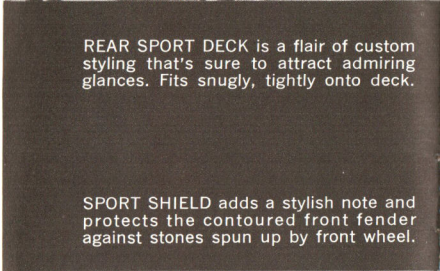 REAR SPORT DECK is a flair of custom
styling that's sure to attract admiring
glances. Fits snugly, tightly onto deck.
SPORT SHIELD adds a stylish note and
protects the contoured front fender
against stones spun up by front wheel.